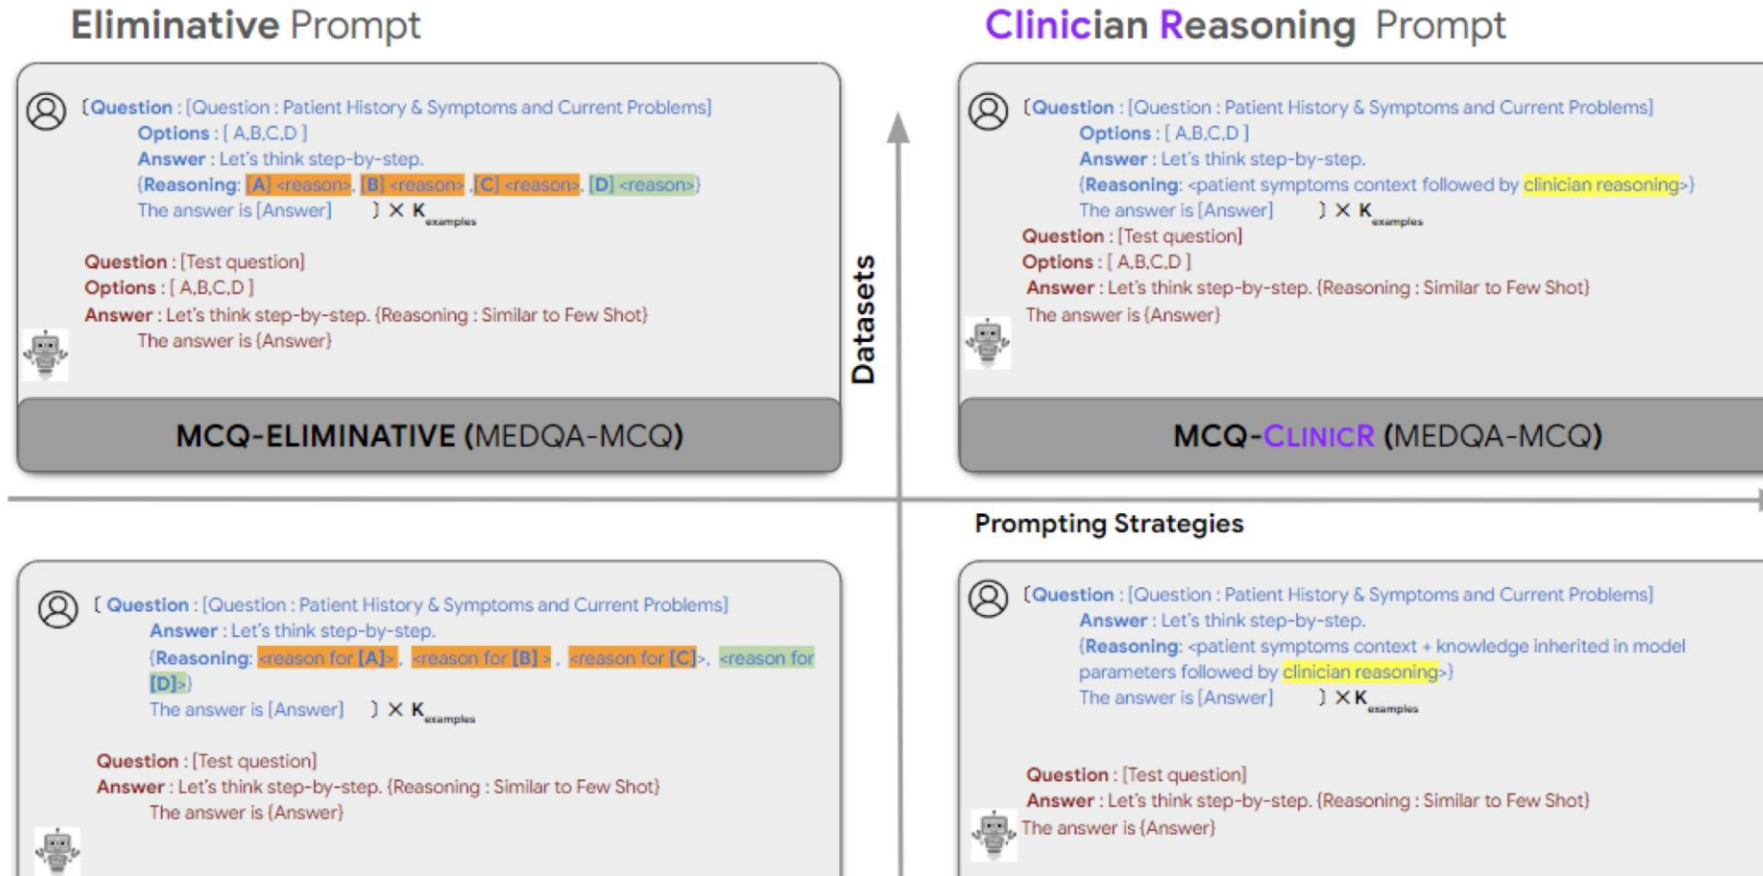 Eliminative Prompt
[Question : [Question : Patient History & Symptoms and Current Problems]
Options : [ A,B,C,D ]
Answer : Let's think step-by-step.
{Reasoning: [A] <reason>, [B] <reason> ,[C] <reason>, [D] <reason>}
The answer is [Answer] ] × K examples
Question : [Test question]
Options : [ A,B,C,D ]
Answer : Let's think step-by-step. {Reasoning : Similar to Few Shot}
The answer is {Answer}
MCQ-ELIMINATIVE (MEDQA-MCQ)
Clinician Reasoning Prompt
[Question : [Question : Patient History & Symptoms and Current Problems]
Options : [ A,B,C,D ]
Answer : Let's think step-by-step.
{Reasoning: <patient symptoms context followed by clinician reasoning>}
The answer is [Answer] ] × K examples
Question : [Test question]
Options : [ A,B,C,D ]
Answer : Let's think step-by-step. {Reasoning : Similar to Few Shot}
The answer is {Answer}
MCQ-CLINICR (MEDQA-MCQ)
Datasets
Prompting Strategies
[ Question : [Question : Patient History & Symptoms and Current Problems]
Answer : Let's think step-by-step.
{Reasoning: <reason for [A]>, <reason for [B] > , <reason for [C]>, <reason for
[D]>}
The answer is [Answer] ] × K examples
Question : [Test question]
Answer : Let's think step-by-step. {Reasoning : Similar to Few Shot}
The answer is {Answer}
[Question : [Question : Patient History & Symptoms and Current Problems]
Answer : Let's think step-by-step.
{Reasoning: <patient symptoms context + knowledge inherited in model
parameters followed by clinician reasoning>}
The answer is [Answer] ] × K examples
Question : [Test question]
Answer : Let's think step-by-step. {Reasoning : Similar to Few Shot}
The answer is {Answer}